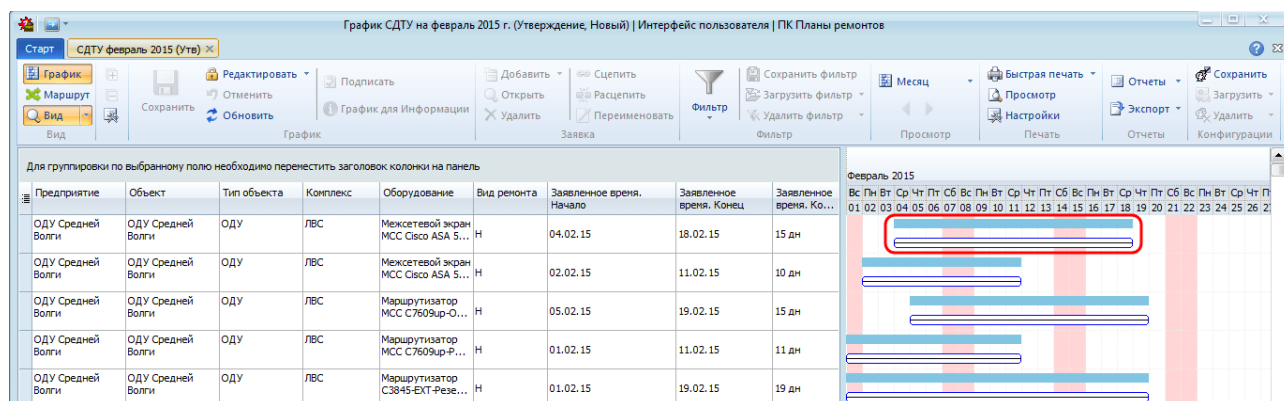 График СДТУ на февраль 2015 г. (Утверждение, Новый) | Интерфейс пользователя | ПК Планы ремонтов
Старт СДТУ февраль 2015 (Утв)
График Редактировать Подписать Добавить Сцепить Сохранить фильтр Месяц Быстрая печать Отчеты Сохранить
Маршрут Сохранить Отменить Открыть Расцепить Фильтр Загрузить фильтр Просмотр Загрузить
Вид Обновить График для Информации Удалить Переименовать Удалить фильтр Настройки Экспорт Удалить
Вид График Заявка Фильтр Просмотр Печать Отчеты Конфигурации
Для группировки по выбранному полю необходимо переместить заголовок колонки на панель
Февраль 2015
Предприятие Объект Тип объекта Комплекс Оборудование Вид ремонта Заявленное время. Начало Заявленное время. Конец Заявленное время. Ко...
Вс Пн Вт Ср Чт Пт Сб Вс Пн Вт Ср Чт Пт Сб Вс Пн Вт Ср Чт Пт Сб Вс Пн Вт Ср Чт
01 02 03 04 05 06 07 08 09 10 11 12 13 14 15 16 17 18 19 20 21 22 23 24 25 26
ОДУ Средней Волги ОДУ Средней Волги ОДУ ЛВС Межсетевой экран МСС Cisco ASA 5... Н 04.02.15 18.02.15 15 дн
ОДУ Средней Волги ОДУ Средней Волги ОДУ ЛВС Межсетевой экран МСС Cisco ASA 5... Н 02.02.15 11.02.15 10 дн
ОДУ Средней Волги ОДУ Средней Волги ОДУ ЛВС Маршрутизатор МСС C7609up-О... Н 05.02.15 19.02.15 15 дн
ОДУ Средней Волги ОДУ Средней Волги ОДУ ЛВС Маршрутизатор МСС C7609up-Р... Н 01.02.15 11.02.15 11 дн
ОДУ Средней Волги ОДУ Средней Волги ОДУ ЛВС Маршрутизатор C3845-EXT-Резе... Н 01.02.15 19.02.15 19 дн